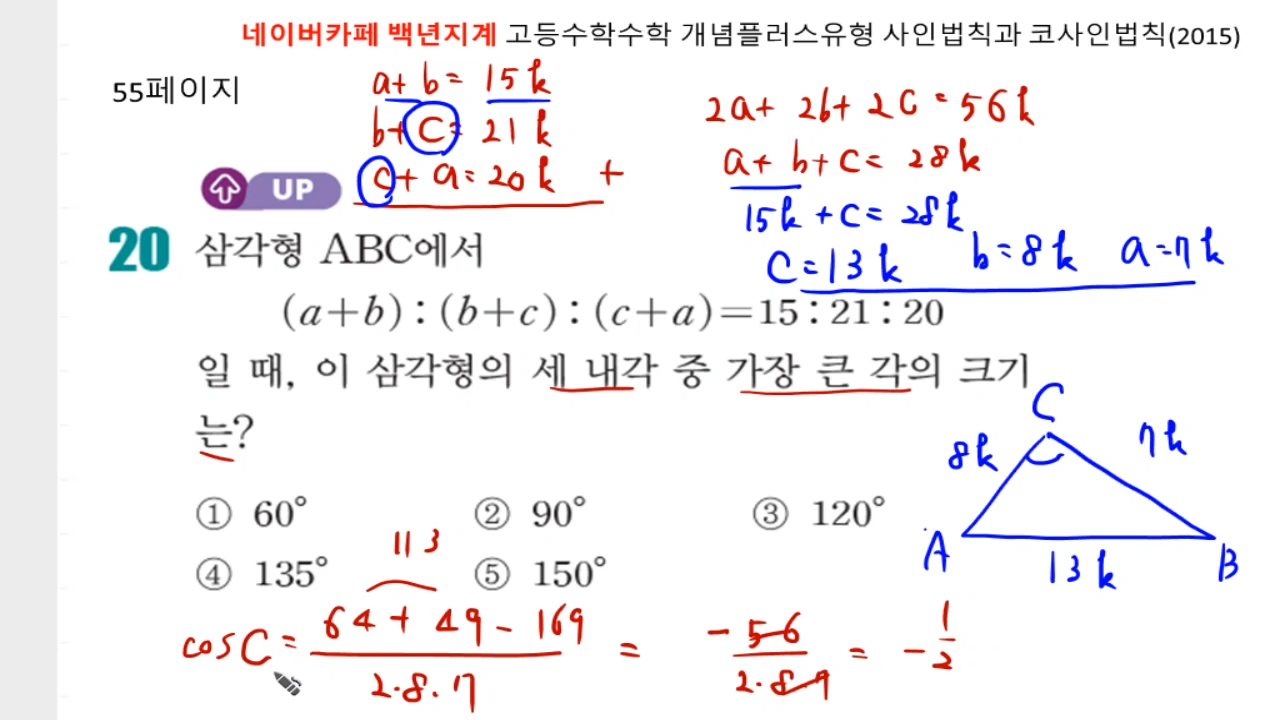 네이버카페 백년지계 고등수학수학 개념플러스유형 사인법칙과 코사인법칙(2015)
55페이지
a+ b= 15k
b+C= 21k
c+ a=20k +
2a+ 2b+ 2C=56k
a+ b+c= 28k
15k +C= 28k
C=13k b=8k a=7k
UP
20 삼각형 ABC에서
(a+b) : (b+c) : (c+a)=15 : 21 : 20
일 때, 이 삼각형의 세 내각 중 가장 큰 각의 크기
는?
① 60° ② 90° ③ 120°
④ 135° ⑤ 150°
C
8k 7k
A 13k B
113
cosC= 64+ 49- 169 / 2·8·7 = -56 / 2·8·7 = -1/2